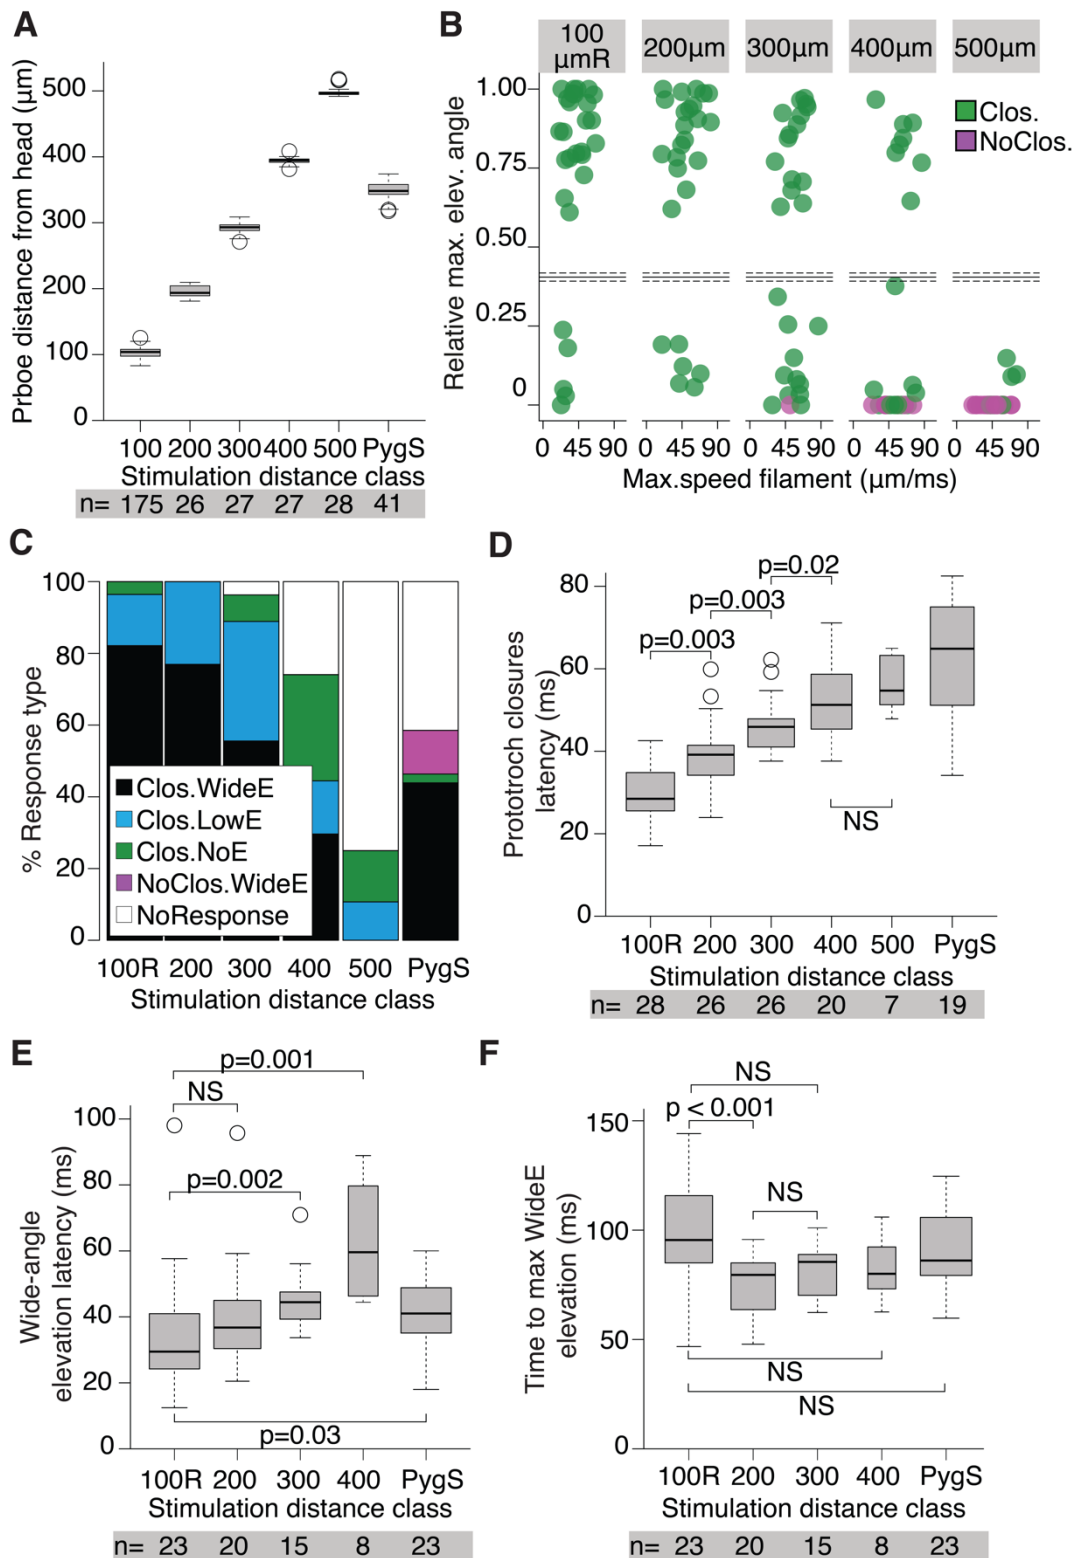 A
Prboe distance from head (µm)
500
400
300
200
100
0
100 200 300 400 500 PygS
Stimulation distance class
n= 175 26 27 27 28 41
B
100 µmR
200µm
300µm
400µm
500µm
Relative max. elev. angle
1.00
0.75
0.50
0.25
0
Clos.
NoClos.
0 45 90 0 45 90 0 45 90 0 45 90 0 45 90
Max.speed filament (µm/ms)
C
% Response type
100
80
60
40
20
0
Clos.WideE
Clos.LowE
Clos.NoE
NoClos.WideE
NoResponse
100R 200 300 400 500 PygS
Stimulation distance class
D
Prototroch closures
latency (ms)
80
60
40
20
0
p=0.02
p=0.003
p=0.003
NS
100R 200 300 400 500 PygS
Stimulation distance class
n= 28 26 26 20 7 19
E
Wide-angle
elevation latency (ms)
100
80
60
40
20
0
p=0.001
NS
p=0.002
p=0.03
100R 200 300 400 PygS
Stimulation distance class
n= 23 20 15 8 23
F
Time to max WideE
elevation (ms)
150
100
50
0
NS
p < 0.001
NS
NS
NS
100R 200 300 400 PygS
Stimulation distance class
n= 23 20 15 8 23